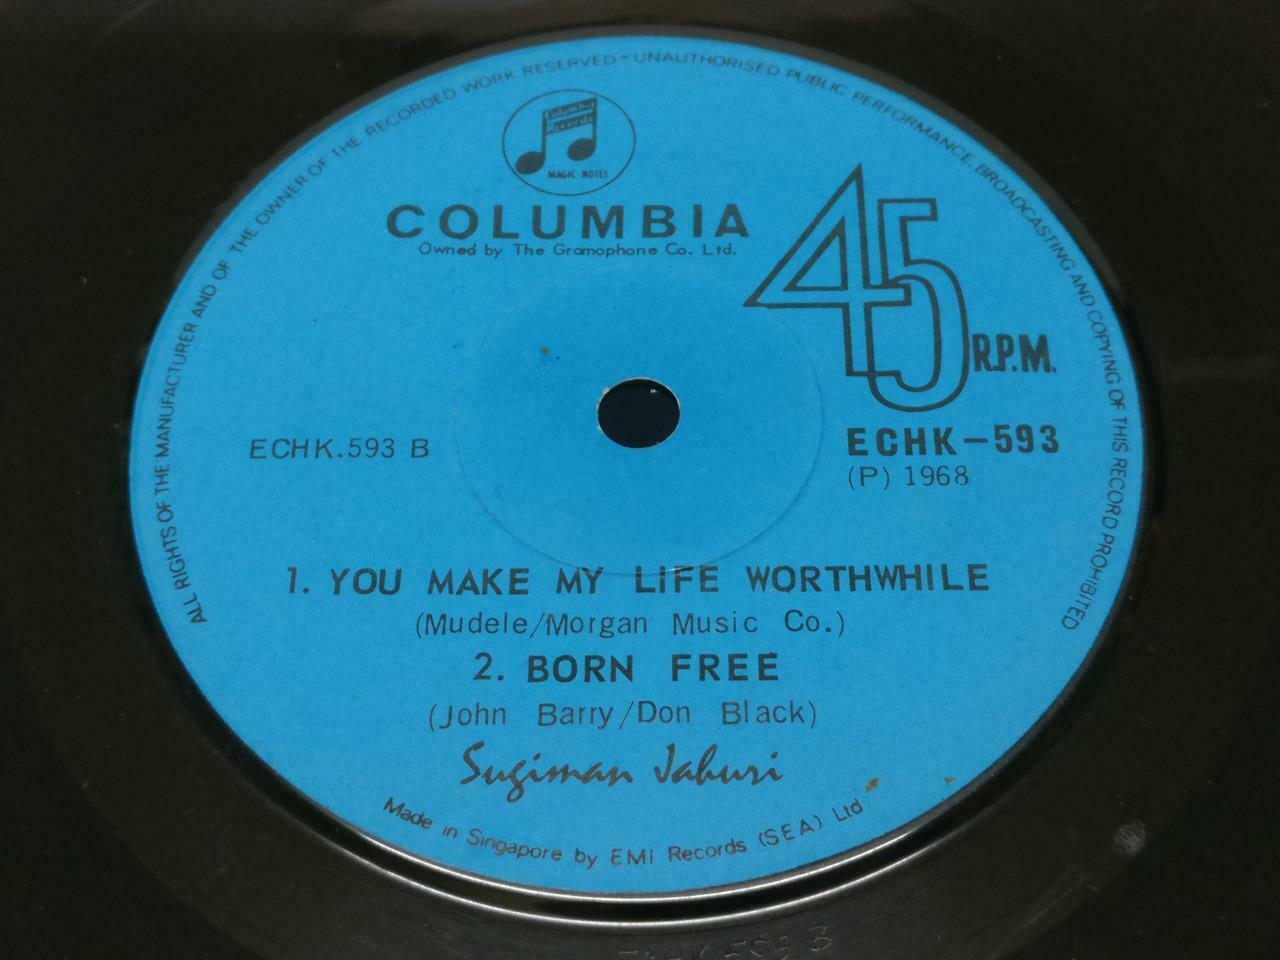 ALL RIGHTS OF THE MANUFACTURER AND OF THE OWNER OF THE RECORDED WORK RESERVED - UNAUTHORISED PUBLIC PERFORMANCE, BROADCASTING AND COPYING OF THIS RECORD PROHIBITED
Columbia
Records
MAGIC NOTES
COLUMBIA
Owned by The Gramophone Co. Ltd.
45
R.P.M.
ECHK.593 B
ECHK-593
(P) 1968
1. YOU MAKE MY LIFE WORTHWHILE
(Mudele/Morgan Music Co.)
2. BORN FREE
(John Barry/Don Black)
Sugiman Jahuri
Made in Singapore by EMI Records (SEA) Ltd